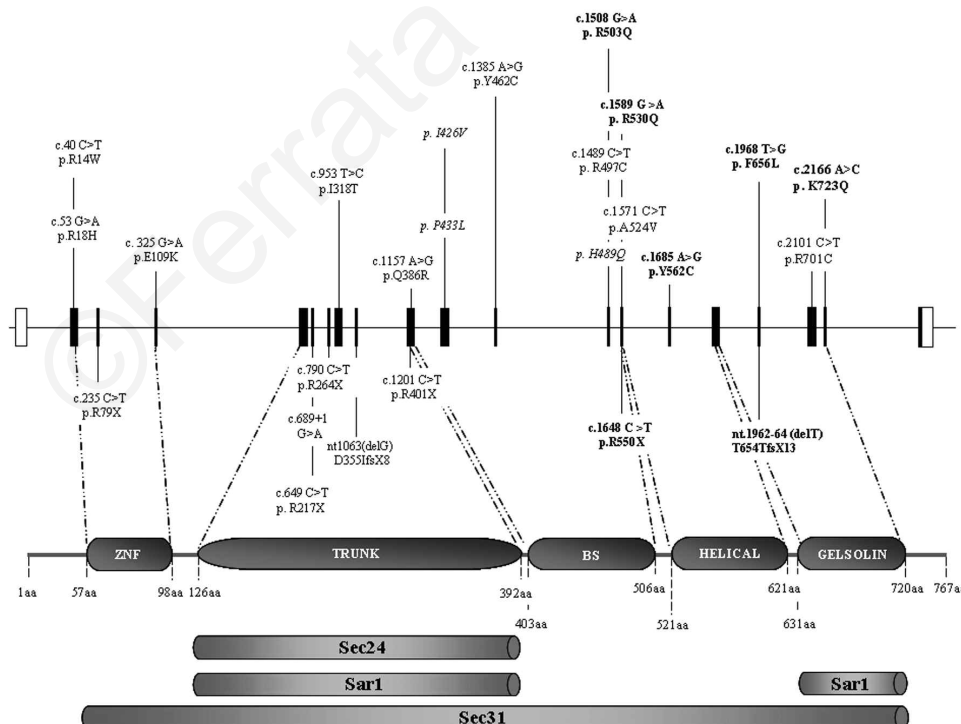 c.1508 G>A
p. R503Q
c.1385 A>G
p.Y462C
c.1589 G >A
p. R530Q
c.40 C>T
p.R14W
p. I426V
c.1489 C>T
p. R497C
c.1968 T>G
p. F656L
c.953 T>C
p.I318T
c.2166 A>C
p. K723Q
c.53 G>A
p.R18H
p. P433L
c.1571 C>T
p.A524V
c. 325 G>A
p.E109K
c.1157 A>G
p.Q386R
p. H489Q
c.1685 A>G
p.Y562C
c.2101 C>T
p.R701C
©Ferrata
c.235 C>T
p.R79X
c.790 C>T
p.R264X
c.1201 C>T
p.R401X
c.689+1
G>A
nt1063(delG)
D355IfsX8
c.1648 C >T
p.R550X
nt.1962-64 (delT)
T654TfsX13
c.649 C>T
p. R217X
ZNF
TRUNK
BS
HELICAL
GELSOLIN
1aa
57aa
98aa
126aa
392aa
403aa
506aa
521aa
621aa
631aa
720aa
767aa
Sec24
Sar1
Sar1
Sec31